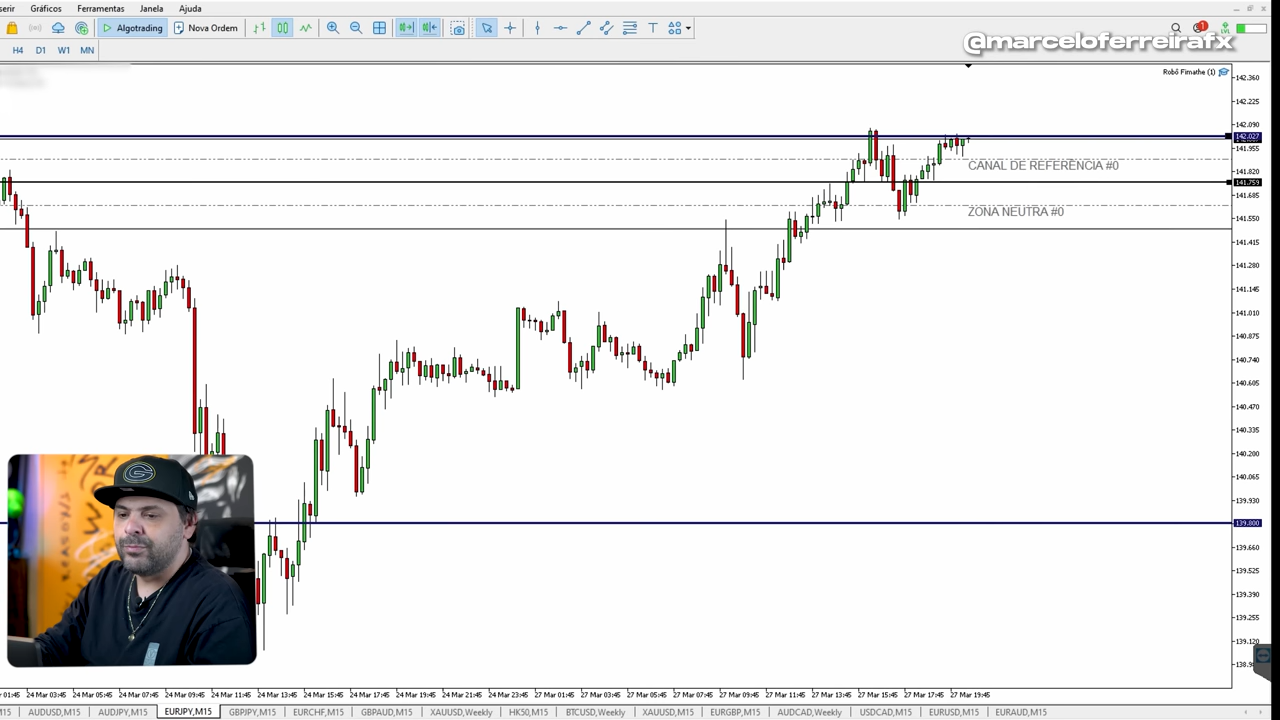 serir Gráficos Ferramentas Janela Ajuda
Algotrading Nova Ordem
1
LVL
H4 D1 W1 MN
@marceloferreirafx
Robô Fimathe (1)
142.360
142.225
142.090
142.027
141.955
CANAL DE REFERÊNCIA #0
141.820
141.759
141.685
ZONA NEUTRA #0
141.550
141.415
141.280
141.145
141.010
140.875
140.740
140.605
140.470
140.335
140.200
140.065
139.930
139.800
139.660
139.525
139.390
139.255
139.120
G
24 Mar 03:45 24 Mar 05:45 24 Mar 07:45 24 Mar 09:45 24 Mar 11:45 24 Mar 13:45 24 Mar 15:45 24 Mar 17:45 24 Mar 19:45 24 Mar 21:45 24 Mar 23:45 27 Mar 01:45 27 Mar 03:45 27 Mar 05:45 27 Mar 07:45 27 Mar 09:45 27 Mar 11:45 27 Mar 13:45 27 Mar 15:45 27 Mar 17:45 27 Mar 19:45
M15 AUDUSD,M15 AUDJPY,M15 EURJPY,M15 GBPJPY,M15 EURCHF,M15 GBPAUD,M15 XAUUSD,Weekly HK50,M15 BTCUSD,Weekly XAUUSD,M15 EURGBP,M15 AUDCAD,Weekly USDCAD,M15 EURUSD,M15 EURAUD,M15